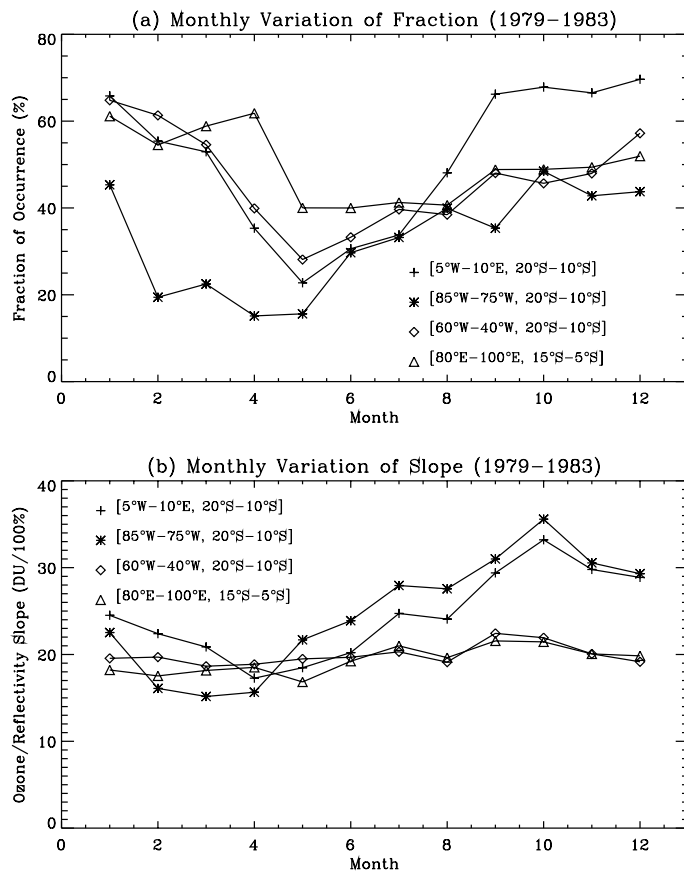 (a) Monthly Variation of Fraction (1979−1983)
80
60
40
20
0
Fraction of Occurrence (%)
[5°W−10°E, 20°S−10°S]
[85°W−75°W, 20°S−10°S]
[60°W−40°W, 20°S−10°S]
[80°E−100°E, 15°S−5°S]
0 2 4 6 8 10 12
Month
(b) Monthly Variation of Slope (1979−1983)
40
30
20
10
0
Ozone/Reflectivity Slope (DU/100%)
[5°W−10°E, 20°S−10°S]
[85°W−75°W, 20°S−10°S]
[60°W−40°W, 20°S−10°S]
[80°E−100°E, 15°S−5°S]
0 2 4 6 8 10 12
Month